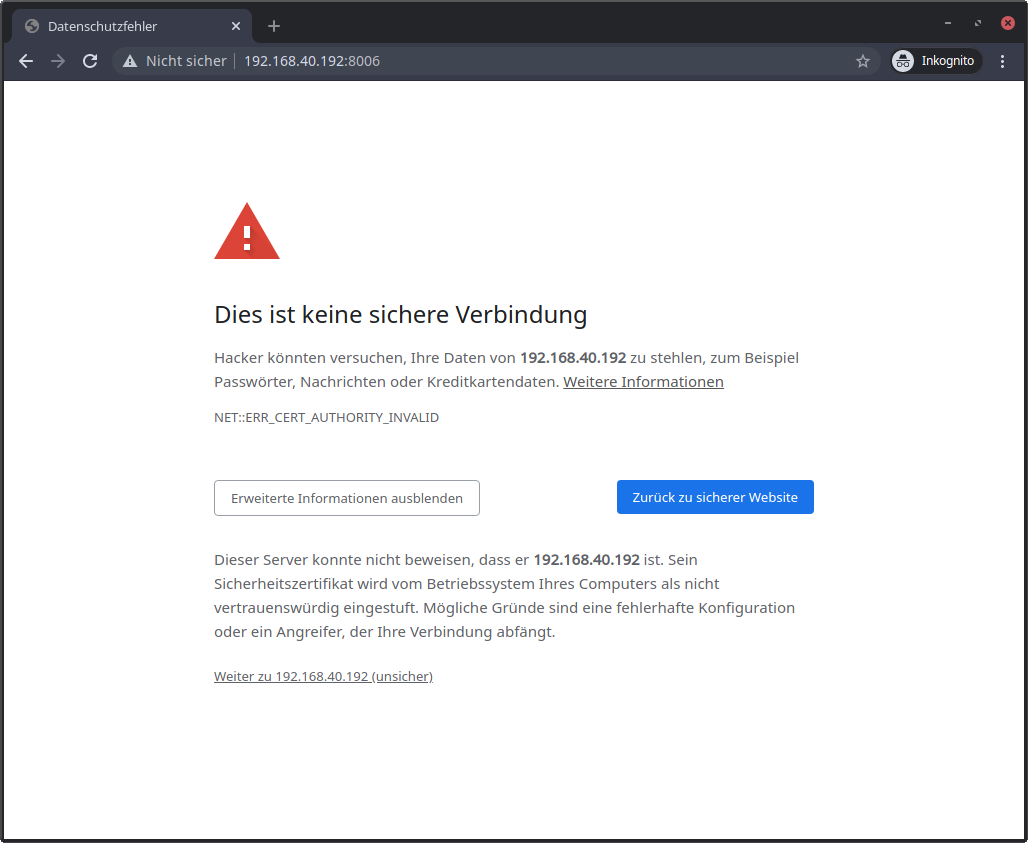 Datenschutzfehler
Nicht sicher 192.168.40.192:8006 Inkognito
Dies ist keine sichere Verbindung
Hacker könnten versuchen, Ihre Daten von 192.168.40.192 zu stehlen, zum Beispiel
Passwörter, Nachrichten oder Kreditkartendaten. Weitere Informationen
NET::ERR_CERT_AUTHORITY_INVALID
Erweiterte Informationen ausblenden Zurück zu sicherer Website
Dieser Server konnte nicht beweisen, dass er 192.168.40.192 ist. Sein
Sicherheitszertifikat wird vom Betriebssystem Ihres Computers als nicht
vertrauenswürdig eingestuft. Mögliche Gründe sind eine fehlerhafte Konfiguration
oder ein Angreifer, der Ihre Verbindung abfängt.
Weiter zu 192.168.40.192 (unsicher)